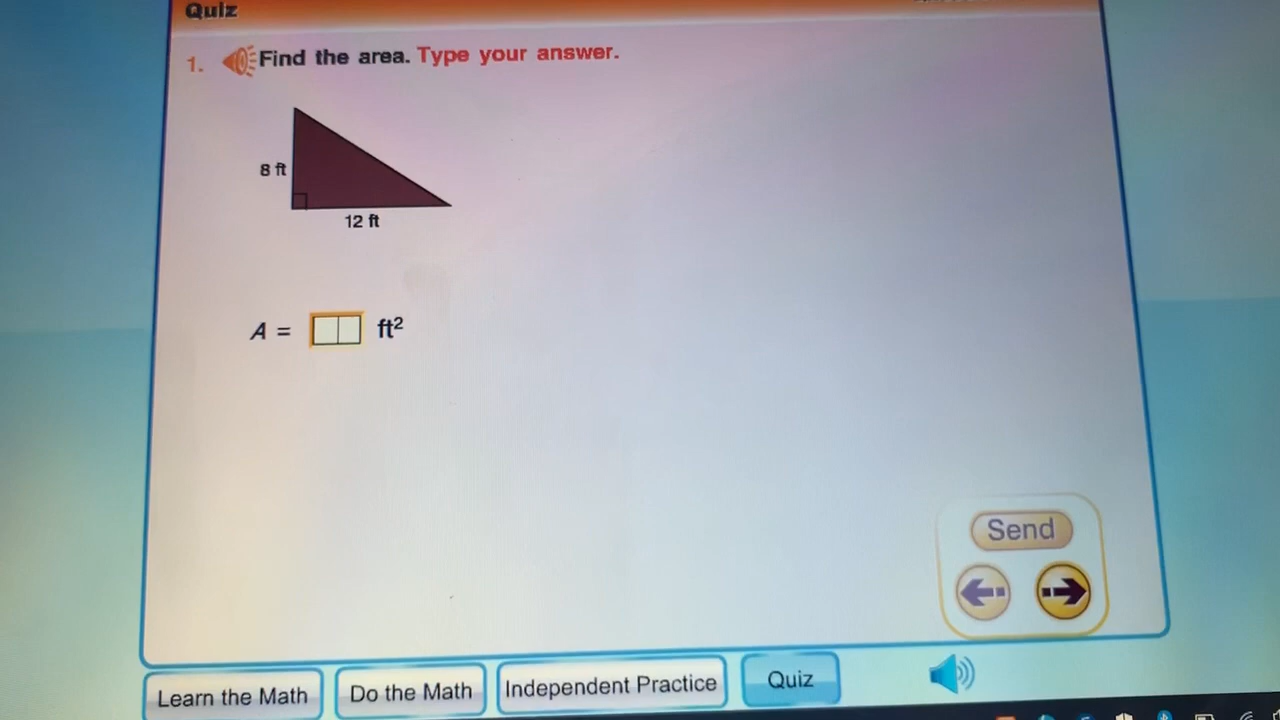 Quiz
1. Find the area. Type your answer.
8 ft
12 ft
A = ft²
Send
Learn the Math
Do the Math
Independent Practice
Quiz